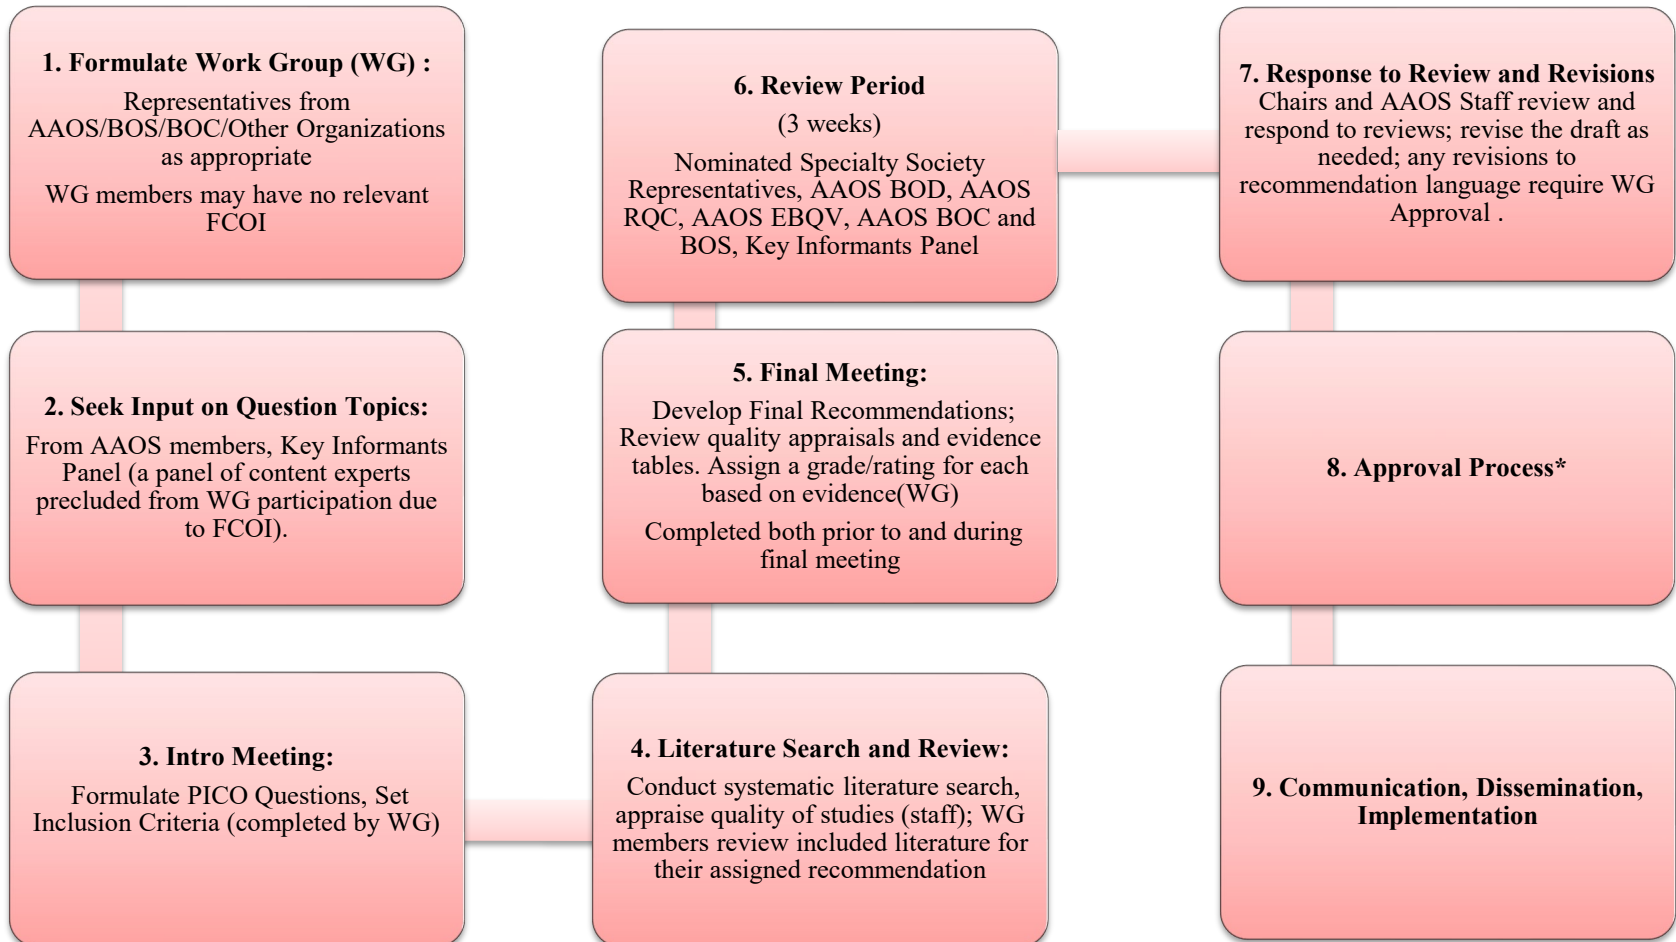 1. Formulate Work Group (WG) :
Representatives from
AAOS/BOS/BOC/Other Organizations
as appropriate
WG members may have no relevant
FCOI
2. Seek Input on Question Topics:
From AAOS members, Key Informants
Panel (a panel of content experts
precluded from WG participation due
to FCOI).
3. Intro Meeting:
Formulate PICO Questions, Set
Inclusion Criteria (completed by WG)
4. Literature Search and Review:
Conduct systematic literature search,
appraise quality of studies (staff); WG
members review included literature for
their assigned recommendation
5. Final Meeting:
Develop Final Recommendations;
Review quality appraisals and evidence
tables. Assign a grade/rating for each
based on evidence(WG)
Completed both prior to and during
final meeting
6. Review Period
(3 weeks)
Nominated Specialty Society
Representatives, AAOS BOD, AAOS
RQC, AAOS EBQV, AAOS BOC and
BOS, Key Informants Panel
7. Response to Review and Revisions
Chairs and AAOS Staff review and
respond to reviews; revise the draft as
needed; any revisions to
recommendation language require WG
Approval .
8. Approval Process*
9. Communication, Dissemination,
Implementation